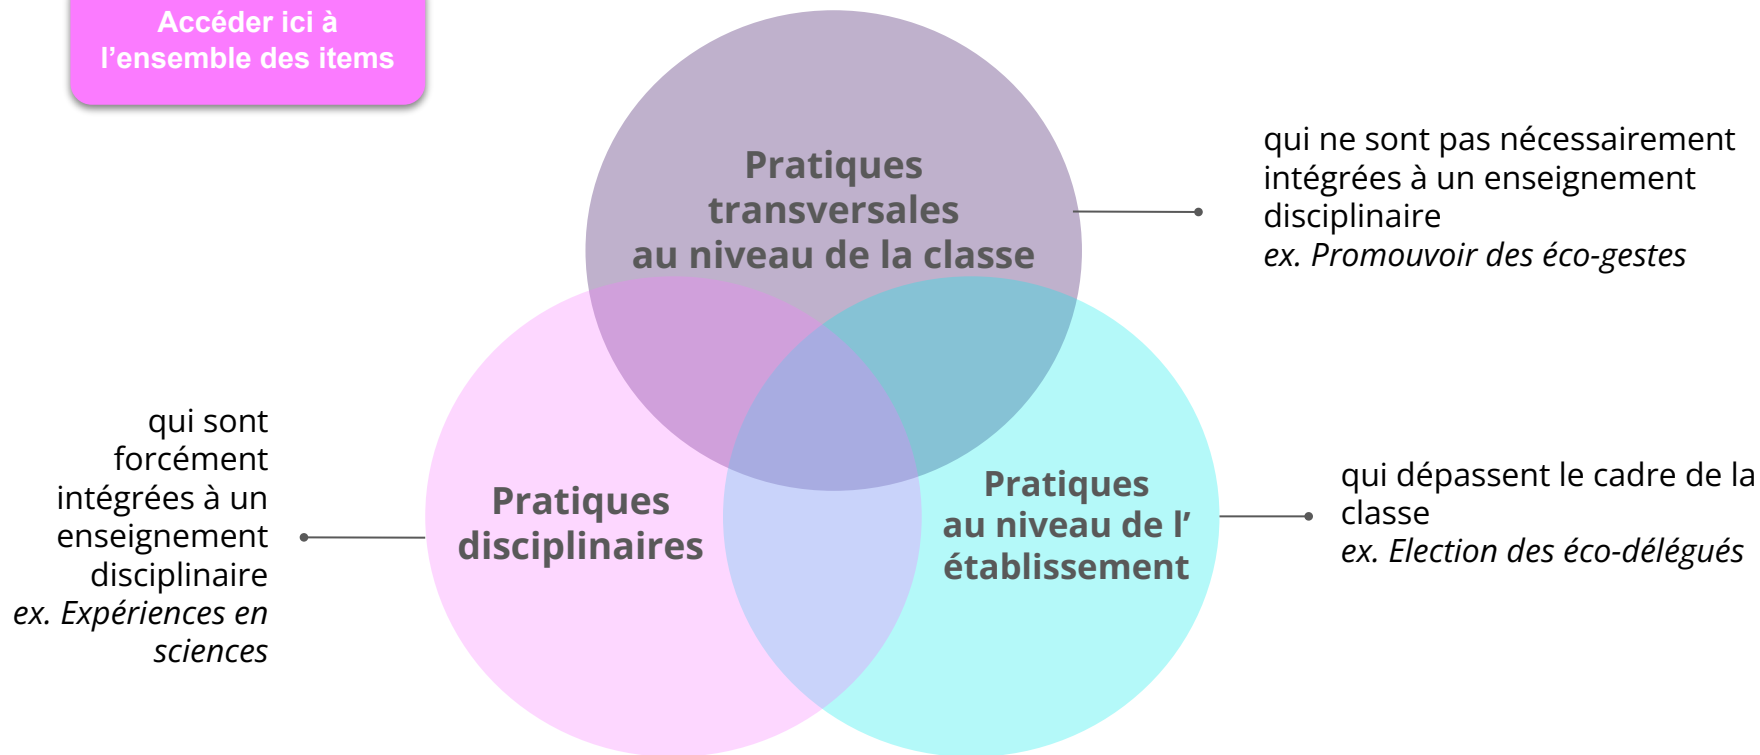 Accéder ici à
l’ensemble des items
Pratiques
transversales
au niveau de la classe
qui ne sont pas nécessairement
intégrées à un enseignement
disciplinaire
ex. Promouvoir des éco-gestes
qui sont
forcément
intégrées à un
enseignement
disciplinaire
ex. Expériences en
sciences
Pratiques
disciplinaires
Pratiques
au niveau de l’
établissement
qui dépassent le cadre de la
classe
ex. Election des éco-délégués